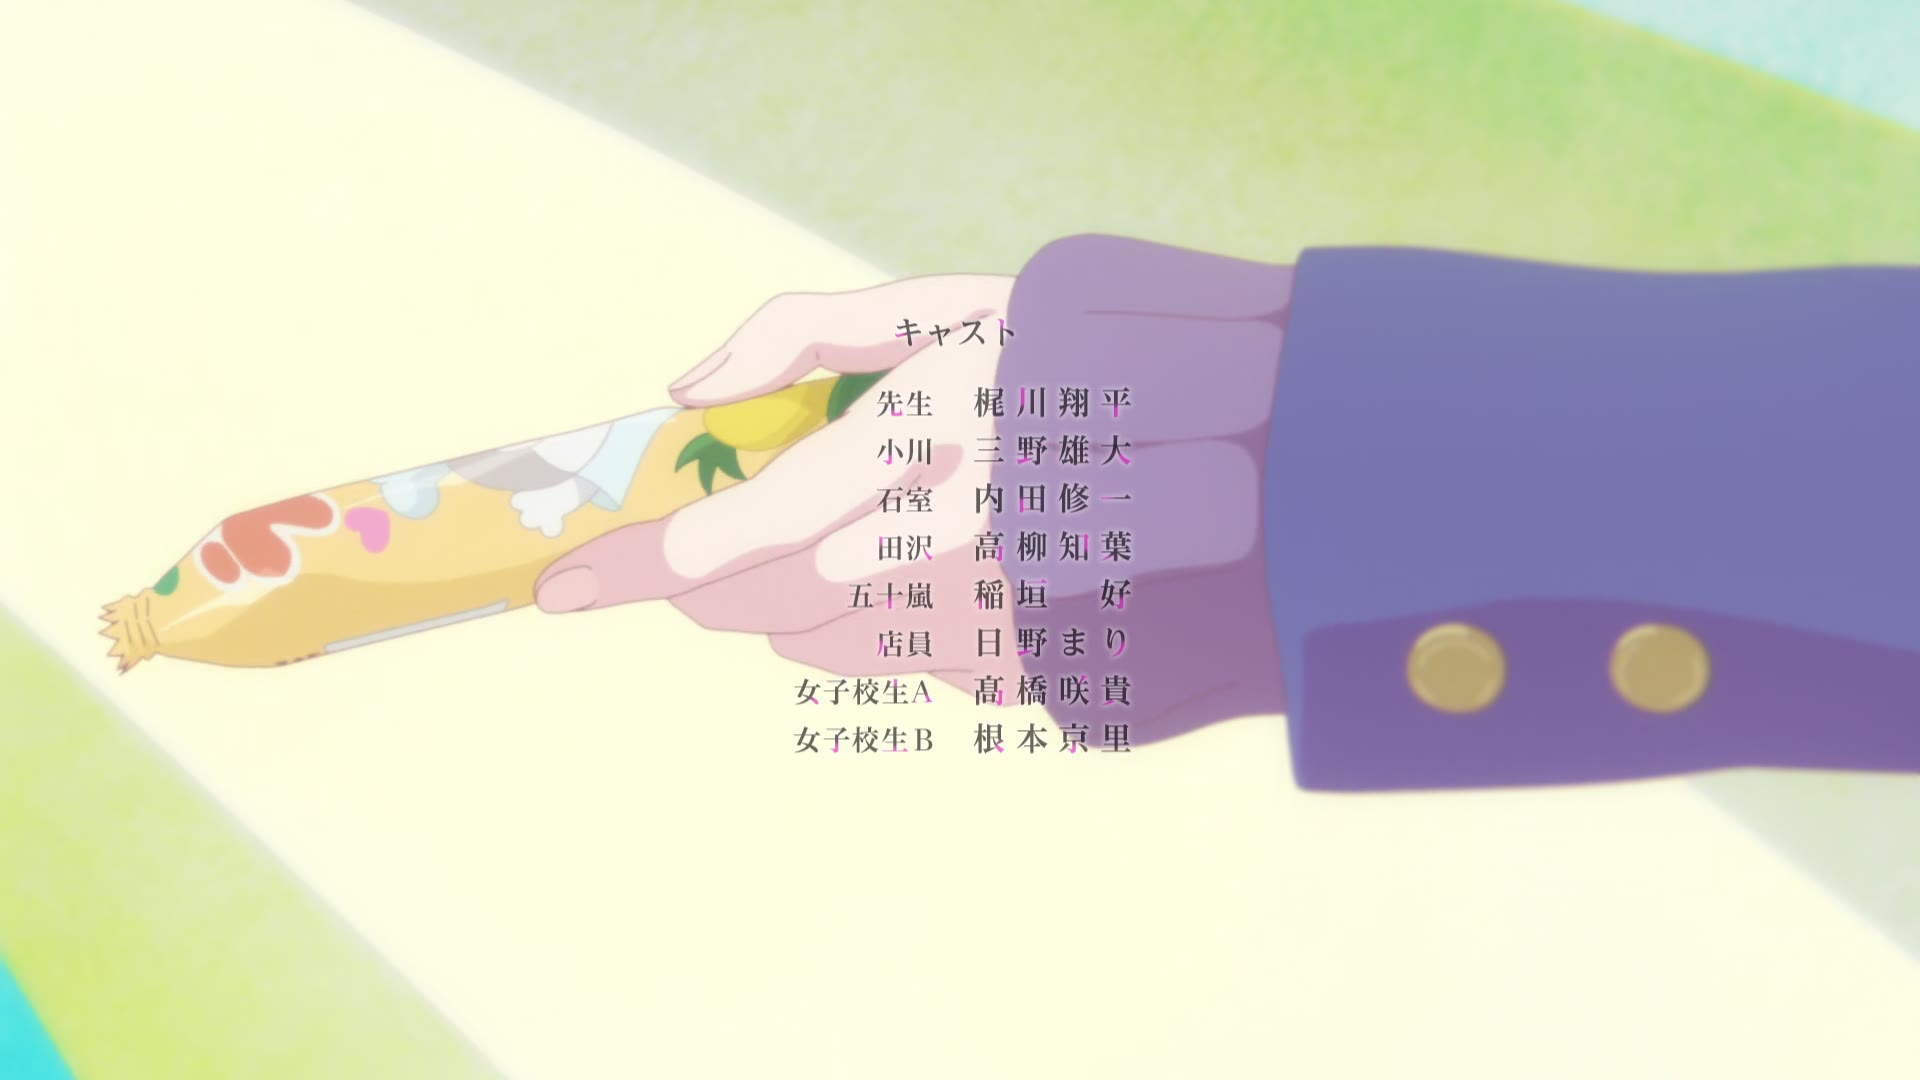 キャスト
先生 梶川翔平
小川 三野雄大
石室 内田修一
田沢 高柳知葉
五十嵐 稲垣 好
店員 日野まり
女子校生A 髙橋咲貴
女子校生B 根本京里